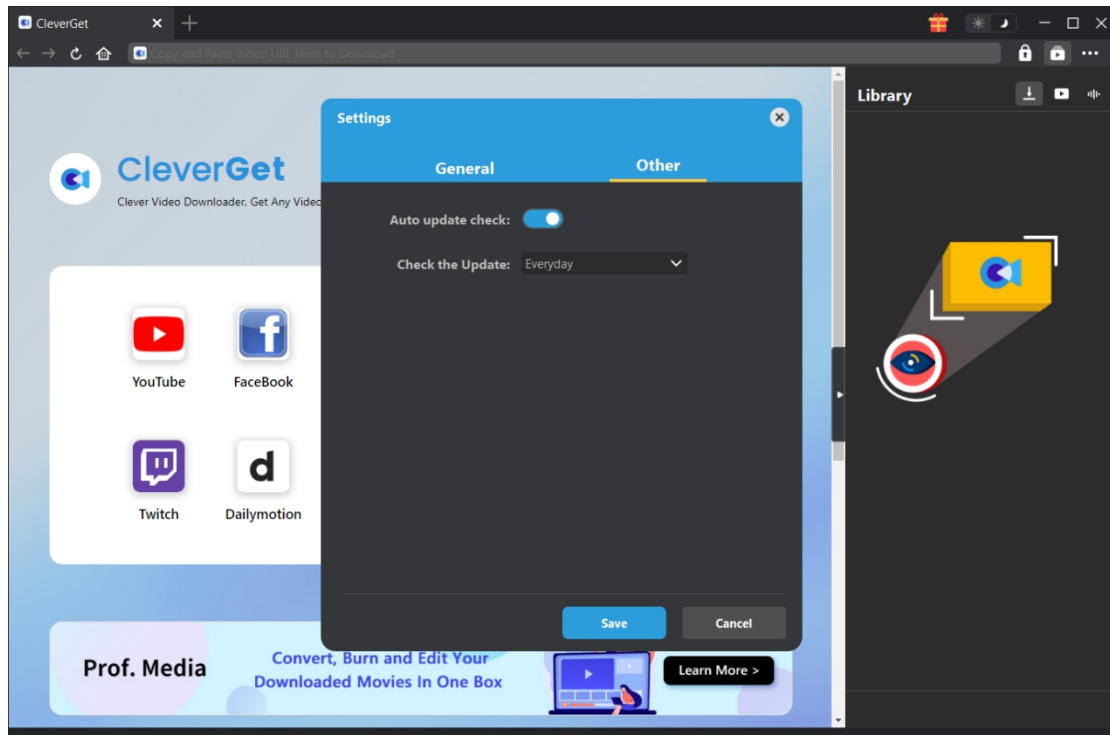 CleverGet
Copy and Paste Video URL Here to Download
Library
Settings
General
Other
CleverGet
Clever Video Downloader. Get Any Video
Auto update check:
Check the Update: Everyday
YouTube
FaceBook
Twitch
d
Dailymotion
Save
Cancel
Prof. Media
Convert, Burn and Edit Your
Downloaded Movies In One Box
Learn More >